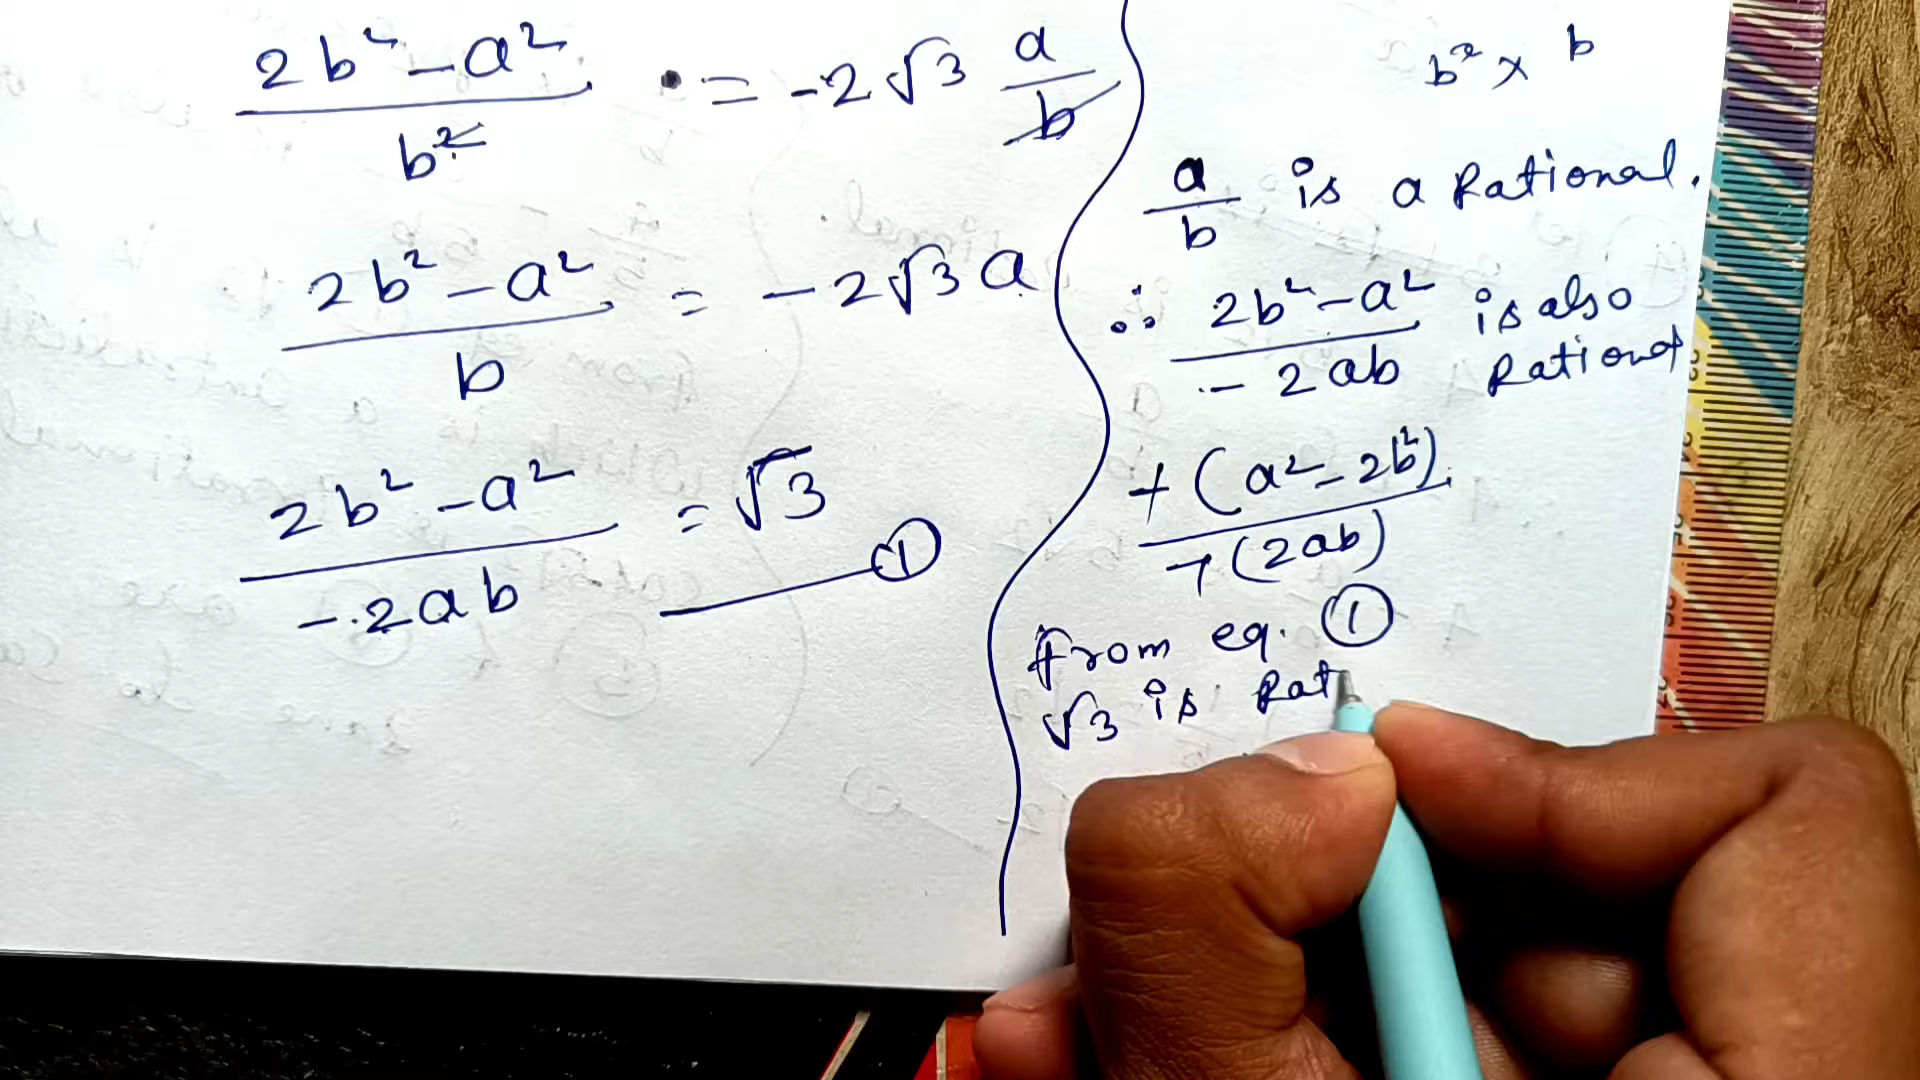 2b² - a² / b² = -2√3 a/b
2b² - a² / b = -2√3 a
2b² - a² / -2ab = √3 ——①
b² × b
a/b is a Rational.
∴ 2b² - a² / -2ab is also
Rational
+(a² - 2b²) / +(2ab)
from eq. ①
√3 is Rat